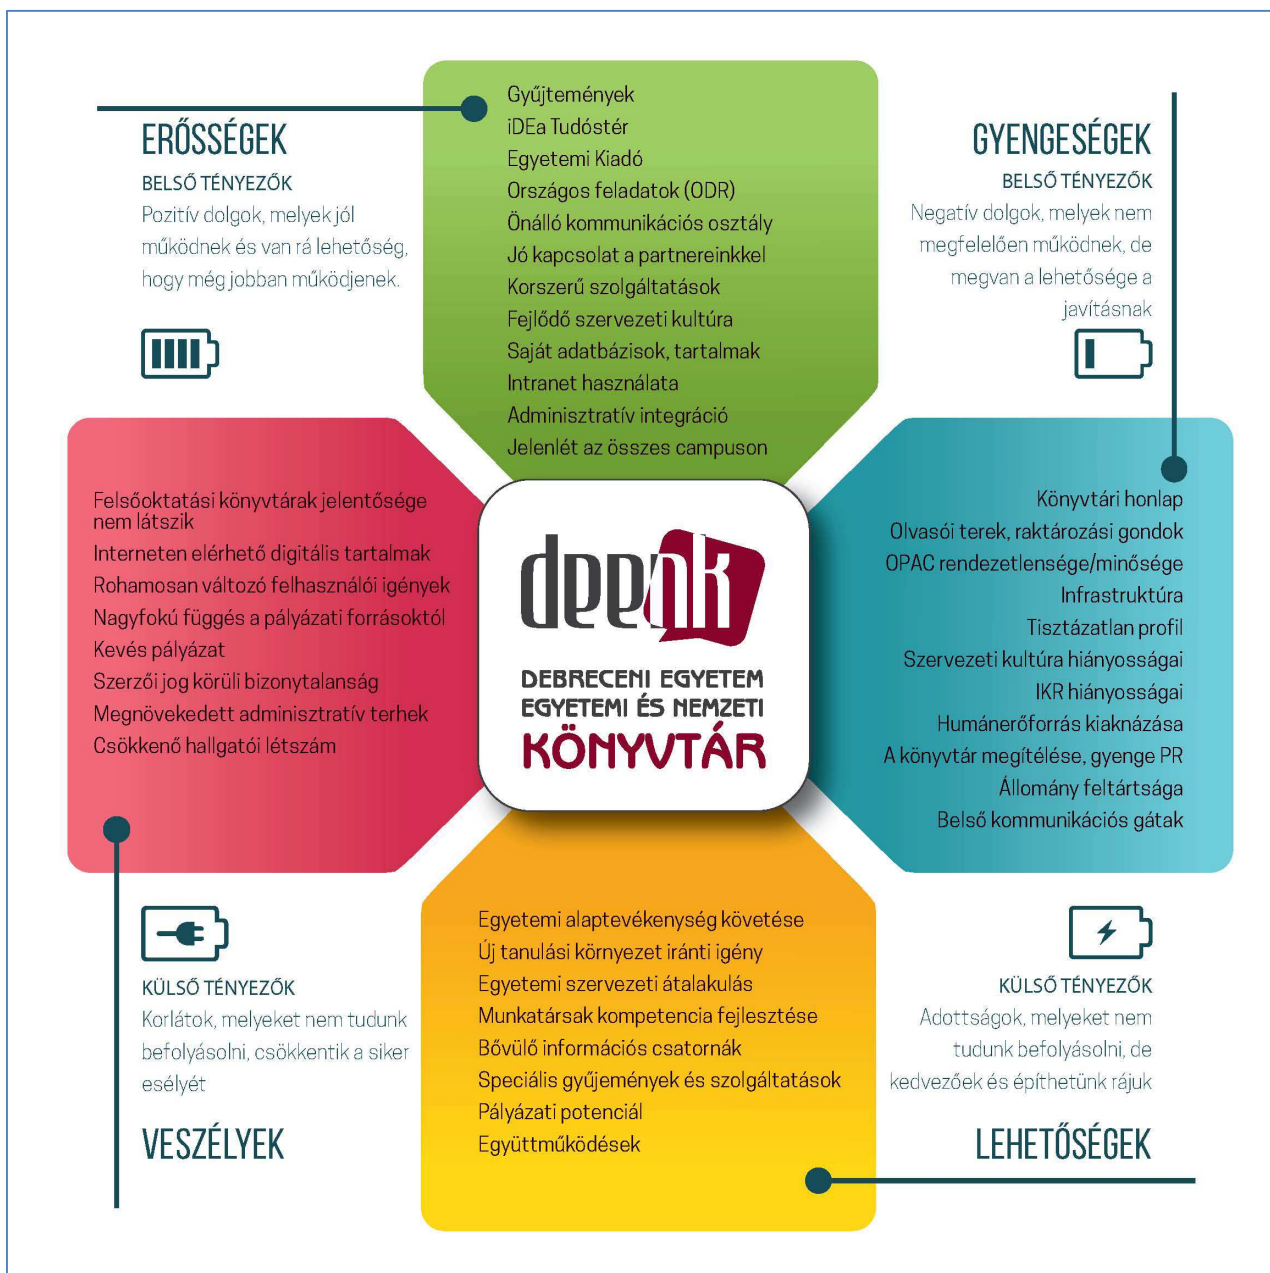 ERŐSSÉGEK
BELSŐ TÉNYEZŐK
Pozitív dolgok, melyek jól
működnek és van rá lehetőség,
hogy még jobban működjenek.
Gyűjtemények
iDEa Tudóstér
Egyetemi Kiadó
Országos feladatok (ODR)
Önálló kommunikációs osztály
Jó kapcsolat a partnereinkkel
Korszerű szolgáltatások
Fejlődő szervezeti kultúra
Saját adatbázisok, tartalmak
Intranet használata
Adminisztratív integráció
Jelenlét az összes campuson
GYENGESÉGEK
BELSŐ TÉNYEZŐK
Negatív dolgok, melyek nem
megfelelően működnek, de
megvan a lehetősége a
javításnak
Felsőoktatási könyvtárak jelentősége
nem látszik
Interneten elérhető digitális tartalmak
Rohamosan változó felhasználói igények
Nagyfokú függés a pályázati forrásoktól
Kevés pályázat
Szerzői jog körüli bizonytalanság
Megnövekedett adminisztratív terhek
Csökkenő hallgatói létszám
deenk
DEBRECENI EGYETEM
EGYETEMI ÉS NEMZETI
KÖNYVTÁR
Könyvtári honlap
Olvasói terek, raktározási gondok
OPAC rendezetlensége/minősége
Infrastruktúra
Tisztázatlan profil
Szervezeti kultúra hiányosságai
IKR hiányosságai
Humánerőforrás kiaknázása
A könyvtár megítélése, gyenge PR
Állomány feltártsága
Belső kommunikációs gátak
KÜLSŐ TÉNYEZŐK
Korlátok, melyeket nem tudunk
befolyásolni, csökkentik a siker
esélyét
VESZÉLYEK
Egyetemi alaptevékenység követése
Új tanulási környezet iránti igény
Egyetemi szervezeti átalakulás
Munkatársak kompetencia fejlesztése
Bővülő információs csatornák
Speciális gyűjemények és szolgáltatások
Pályázati potenciál
Együttműködések
KÜLSŐ TÉNYEZŐK
Adottságok, melyeket nem
tudunk befolyásolni, de
kedvezőek és építhetünk rájuk
LEHETŐSÉGEK